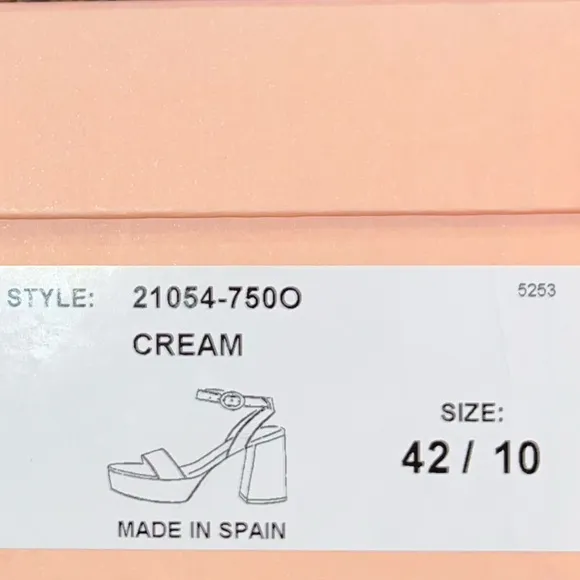 STYLE: 21054-750O 5253
CREAM
SIZE:
42 / 10
MADE IN SPAIN